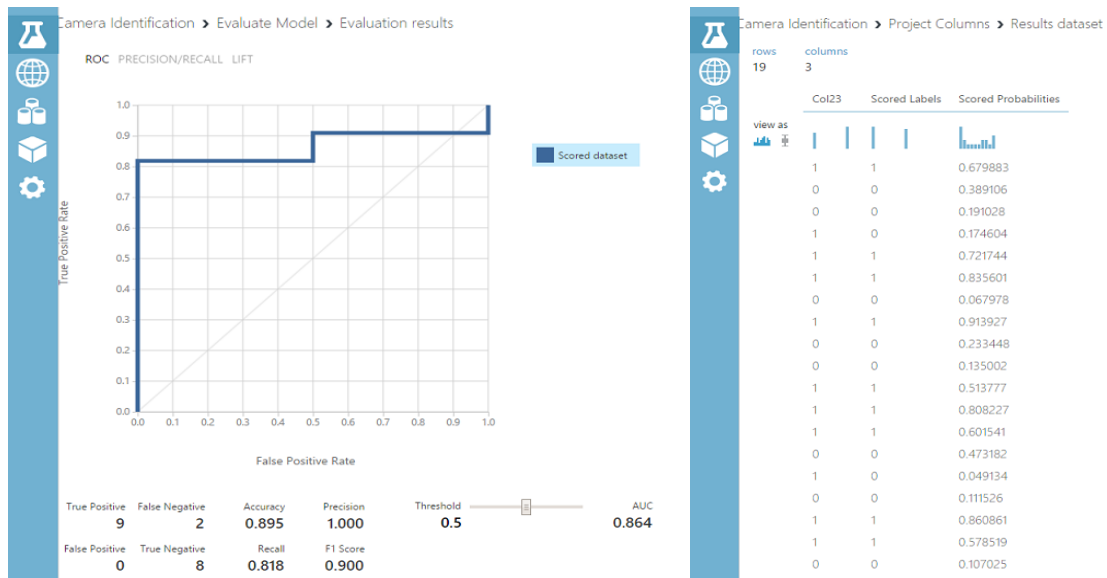 Camera Identification > Evaluate Model > Evaluation results
ROC PRECISION/RECALL LIFT
1.0
0.9
0.8
0.7
0.6
0.5
0.4
0.3
0.2
0.1
0.0
True Positive Rate
0.0 0.1 0.2 0.3 0.4 0.5 0.6 0.7 0.8 0.9 1.0
False Positive Rate
Scored dataset
True Positive False Negative Accuracy Precision Threshold AUC
9 2 0.895 1.000 0.5 0.864
False Positive True Negative Recall F1 Score
0 8 0.818 0.900
Camera Identification > Project Columns > Results dataset
rows columns
19 3
Col23 Scored Labels Scored Probabilities
view as
1 1 0.679883
0 0 0.389106
0 0 0.191028
1 0 0.174604
1 1 0.721744
1 1 0.835601
0 0 0.067978
1 1 0.913927
0 0 0.233448
0 0 0.135002
1 1 0.513777
1 1 0.808227
1 1 0.601541
0 0 0.473182
1 0 0.049134
0 0 0.111526
1 1 0.860861
1 1 0.578519
0 0 0.107025